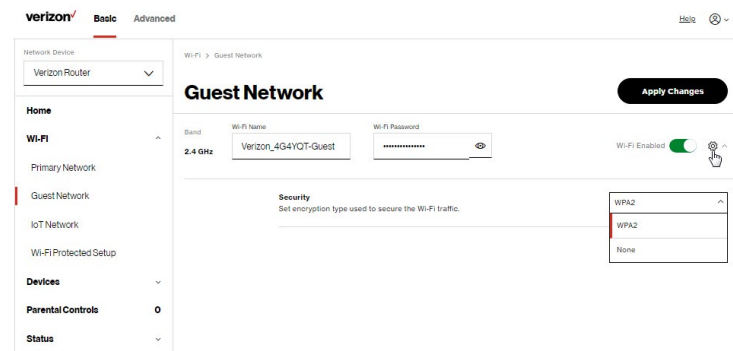 verizon
Basic
Advanced
Help
Network Device
Verizon Router
Home
Wi-Fi
Primary Network
Guest Network
IoT Network
Wi-Fi Protected Setup
Devices
Parental Controls 0
Status
Wi-Fi > Guest Network
Guest Network
Apply Changes
Band
2.4 GHz
Wi-Fi Name
Verizon_4G4YQT-Guest
Wi-Fi Password
•••••••••••••••
Wi-Fi Enabled
Security
Set encryption type used to secure the Wi-Fi traffic.
WPA2
WPA2
None